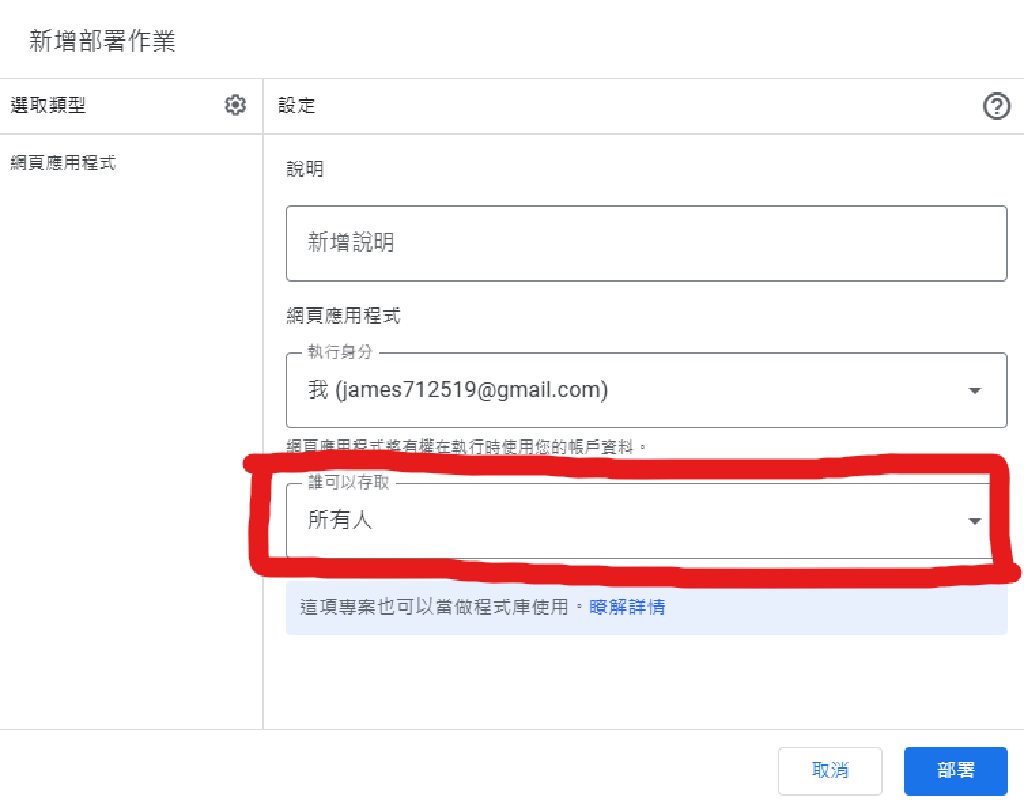 新增部署作業
選取類型
設定
網頁應用程式
說明
新增說明
網頁應用程式
執行身分
我 (james712519@gmail.com)
網頁應用程式將有權在執行時使用您的帳戶資料。
誰可以存取
所有人
這項專案也可以當做程式庫使用。瞭解詳情
取消
部署